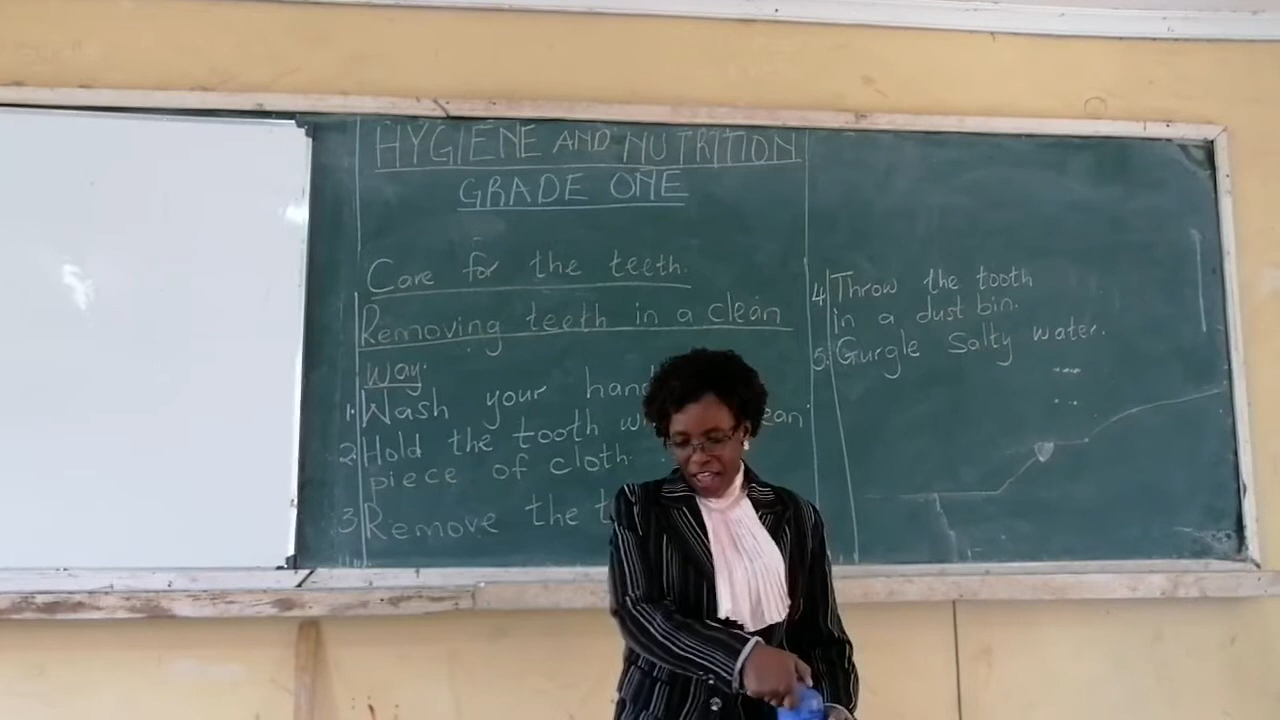 HYGIENE AND NUTRITION
GRADE ONE
Care for the teeth.
Removing teeth in a clean
way.
1. Wash your
2. Hold the tooth
piece of cloth.
3 Remove the
4 Throw the tooth
in a dust bin.
5. Gurgle Salty water.